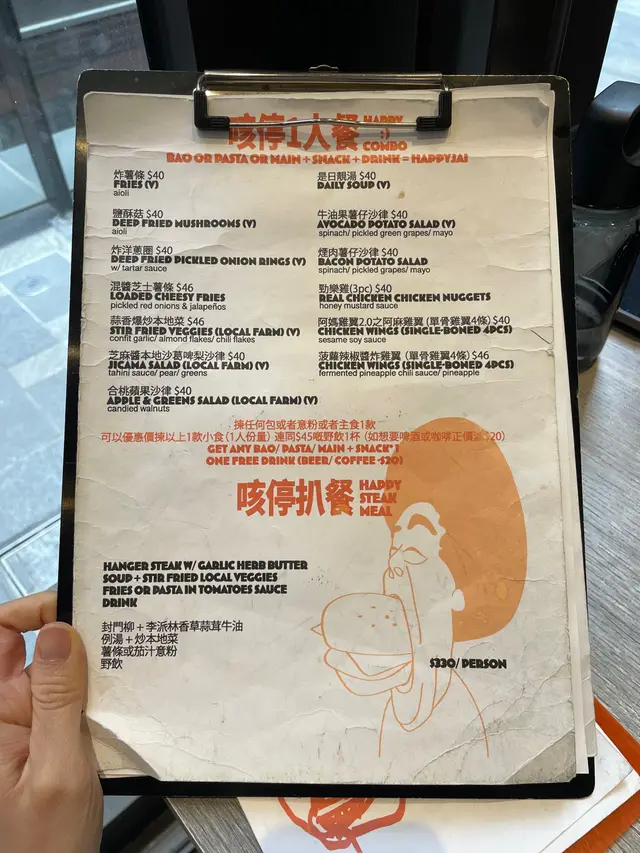 咳停1人餐 HAPPY :) COMBO
BAO OR PASTA OR MAIN + SNACK + DRINK = HAPPYJAI
炸薯條 $40
FRIES (V)
aioli
鹽酥菇 $40
DEEP FRIED MUSHROOMS (V)
aioli
炸洋蔥圈 $40
DEEP FRIED PICKLED ONION RINGS (V)
w/ tartar sauce
混醬芝士薯條 $46
LOADED CHEESY FRIES
pickled red onions & jalapeños
蒜香爆炒本地菜 $46
STIR FRIED VEGGIES (LOCAL FARM) (V)
confit garlic/ almond flakes/ chili flakes
芝麻醬本地沙葛啤梨沙律 $40
JICAMA SALAD (LOCAL FARM) (V)
tahini sauce/ pear/ greens
合桃蘋果沙律 $40
APPLE & GREENS SALAD (LOCAL FARM) (V)
candied walnuts
是日靚湯 $40
DAILY SOUP (V)
牛油果薯仔沙律 $40
AVOCADO POTATO SALAD (V)
spinach/ pickled green grapes/ mayo
煙肉薯仔沙律 $40
BACON POTATO SALAD
spinach/ pickled grapes/ mayo
勁樂雞(3pc) $40
REAL CHICKEN CHICKEN NUGGETS
honey mustard sauce
阿媽雞翼2.0之阿麻雞翼 (單骨雞翼4條) $40
CHICKEN WINGS (SINGLE-BONED 4PCS)
sesame soy sauce
菠蘿辣椒醬炸雞翼 (單骨雞翼4條) $46
CHICKEN WINGS (SINGLE-BONED 4PCS)
fermented pineapple chili sauce/ pineapple
揀任何包或者意粉或者主食1款
可以優惠價揀以上1款小食 (1人份量) 連同$45嘅野飲1杯 (如想要啤酒或咖啡正價 $20)
GET ANY BAO/ PASTA/ MAIN + SNACK* 1
ONE FREE DRINK (BEER/ COFFEE -$20)
咳停扒餐 HAPPY STEAK MEAL
HANGER STEAK W/ GARLIC HERB BUTTER
SOUP + STIR FRIED LOCAL VEGGIES
FRIES OR PASTA IN TOMATOES SAUCE
DRINK
封門柳 + 李派林香草蒜茸牛油
例湯 + 炒本地菜
薯條或茄汁意粉
野飲
$330/ PERSON